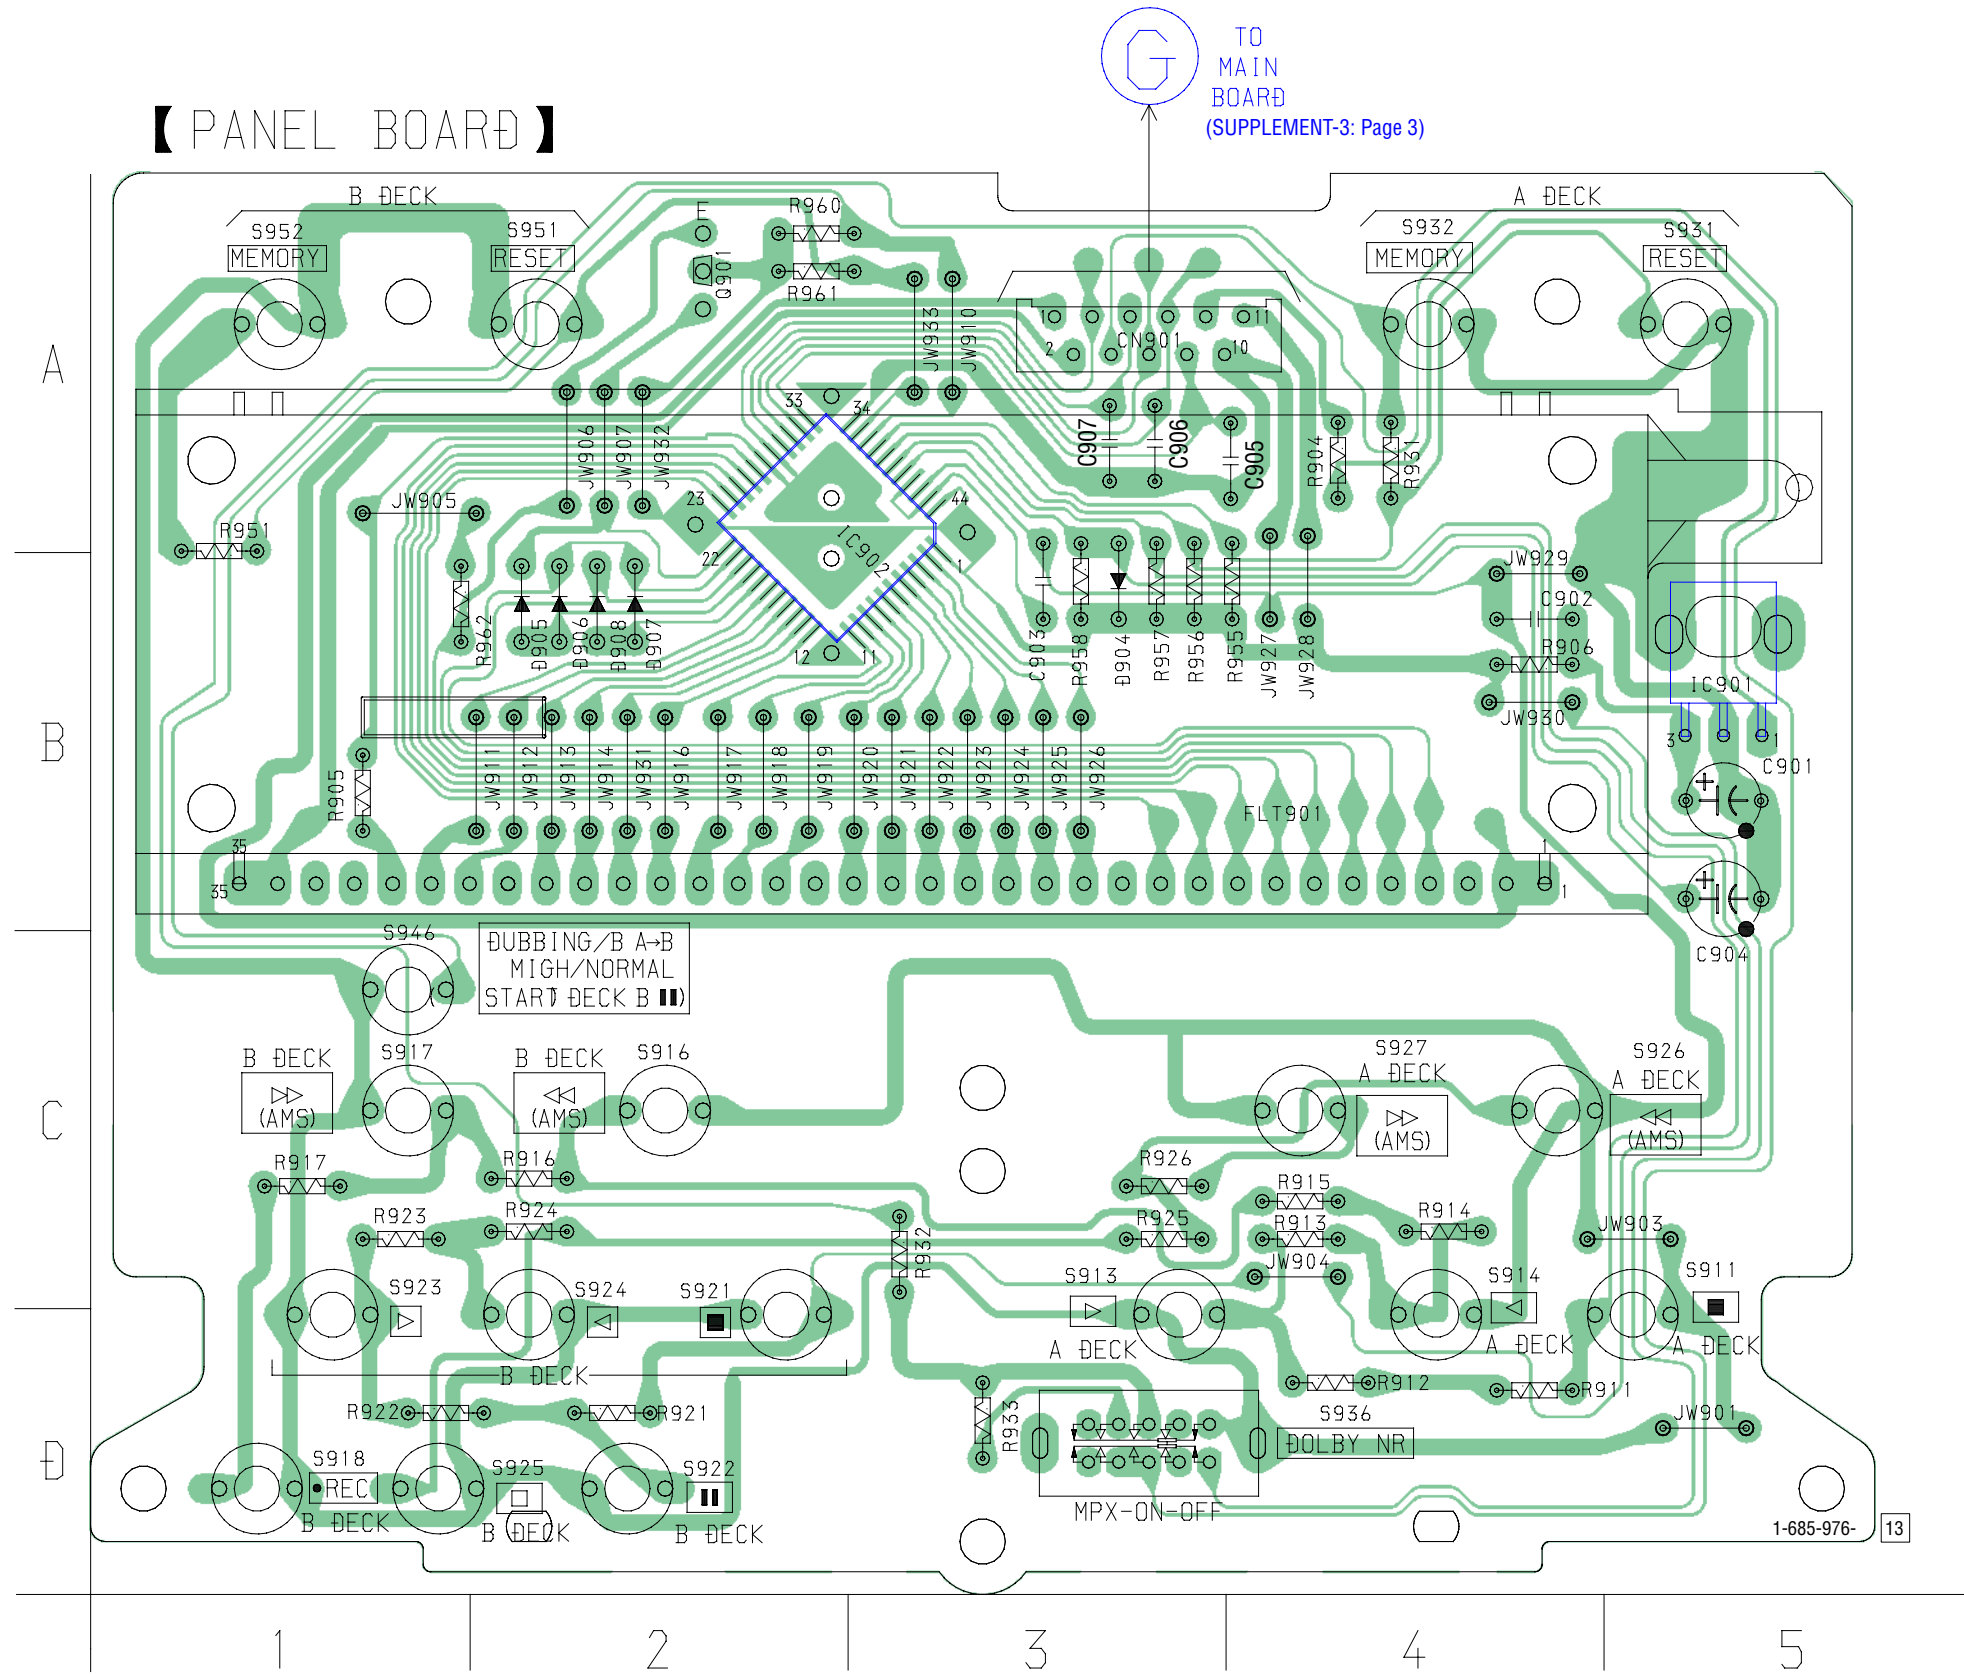 G
TO
MAIN
BOARD
(SUPPLEMENT-3: Page 3)
【 PANEL BOARD 】
B DECK
A DECK
S952
MEMORY
S951
RESET
E
Q901
R960
R961
S932
MEMORY
S931
RESET
JW933
JW910
1
11
2
CN901
10
A
33
34
JW906
JW907
JW932
C907
C906
C905
R904
R931
JW905
23
44
R951
IC902
22
1
JW929
C902
R962
D905
D906
D908
D907
12
11
C903
R958
D904
R957
R956
R955
JW927
JW928
R906
IC901
JW930
3
1
B
R905
JW911
JW912
JW913
JW914
JW931
JW916
JW917
JW918
JW919
JW920
JW921
JW922
JW923
JW924
JW925
JW926
FLT901
C901
35
1
35
1
C904
S946
DUBBING/B A→B
MIGH/NORMAL
START DECK B ▮▮)
B DECK
S917
B DECK
S916
S927
A DECK
S926
A DECK
▷▷
(AMS)
◁◁
(AMS)
▷▷
(AMS)
◁◁
(AMS)
C
R917
R916
R926
R915
R923
R924
R932
R925
R913
R914
JW903
JW904
S923
S924
S921
S913
S914
S911
A DECK
A DECK
A DECK
B DECK
R922
R921
R933
R912
R911
S936
DOLBY NR
JW901
D
S918
REC
B DECK
S925
B DECK
S922
B DECK
MPX-ON-OFF
1-685-976-
13
1
2
3
4
5